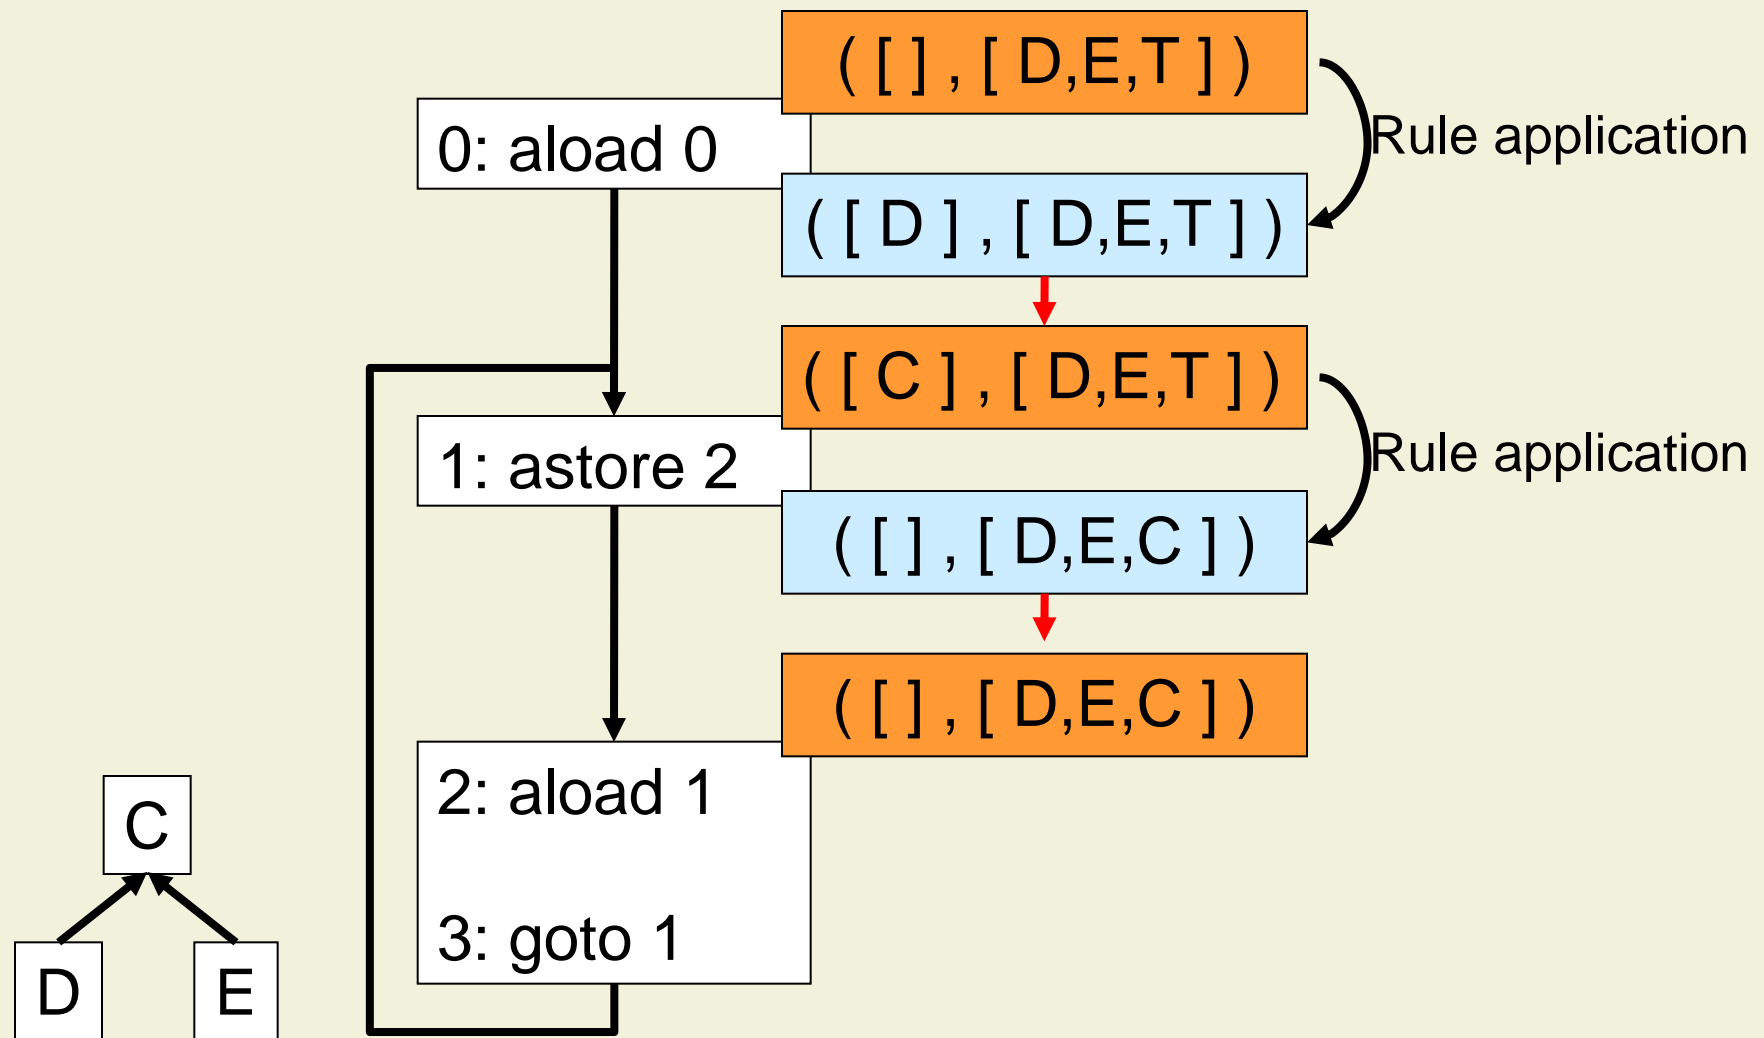 ( [ ] , [ D,E,T ] )
0: aload 0
Rule application
( [ D ] , [ D,E,T ] )
( [ C ] , [ D,E,T ] )
1: astore 2
Rule application
( [ ] , [ D,E,C ] )
( [ ] , [ D,E,C ] )
2: aload 1
C
3: goto 1
D
E